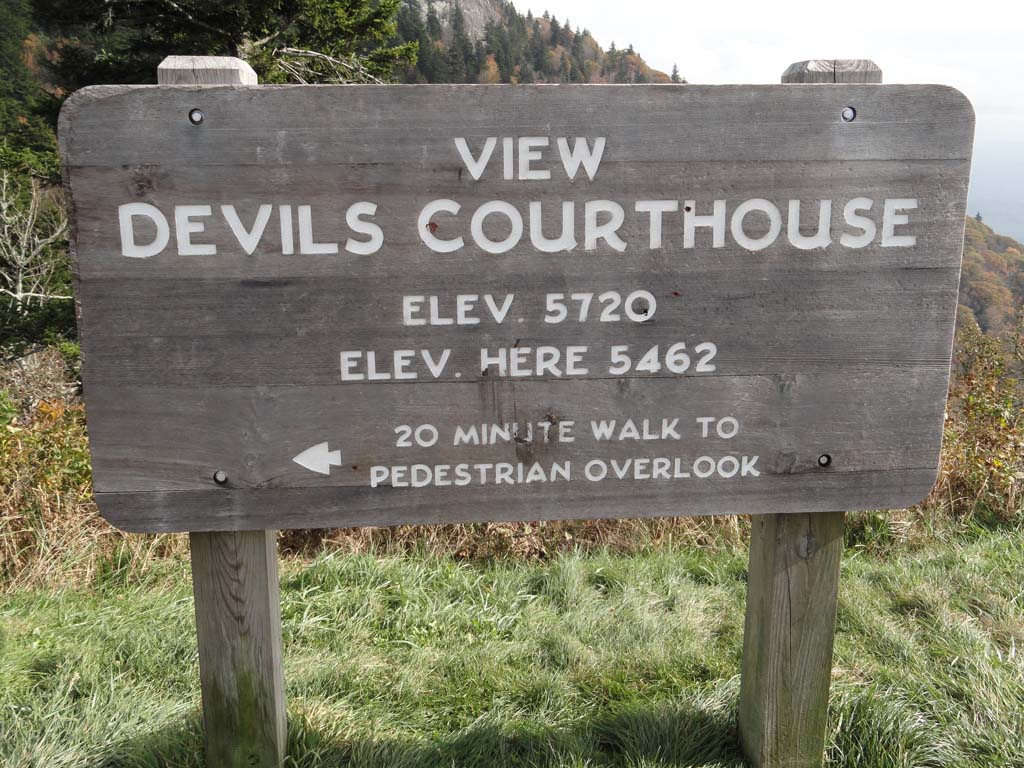 VIEW
DEVILS COURTHOUSE
ELEV. 5720
ELEV. HERE 5462
20 MINUTE WALK TO
PEDESTRIAN OVERLOOK